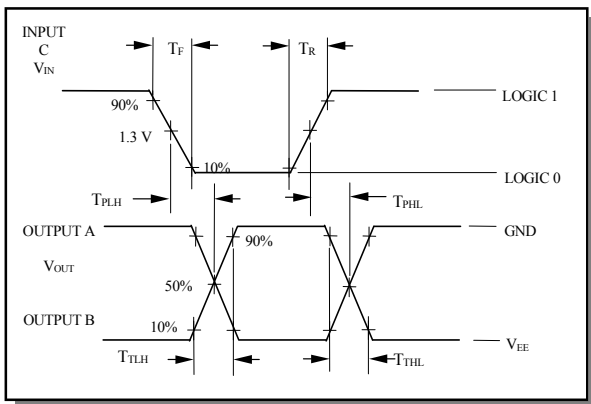 INPUT
C
VIN
TF
TR
90%
LOGIC 1
1.3 V
10%
LOGIC 0
TPLH
TPHL
OUTPUT A
GND
90%
VOUT
50%
OUTPUT B
10%
VEE
TTLH
TTHL